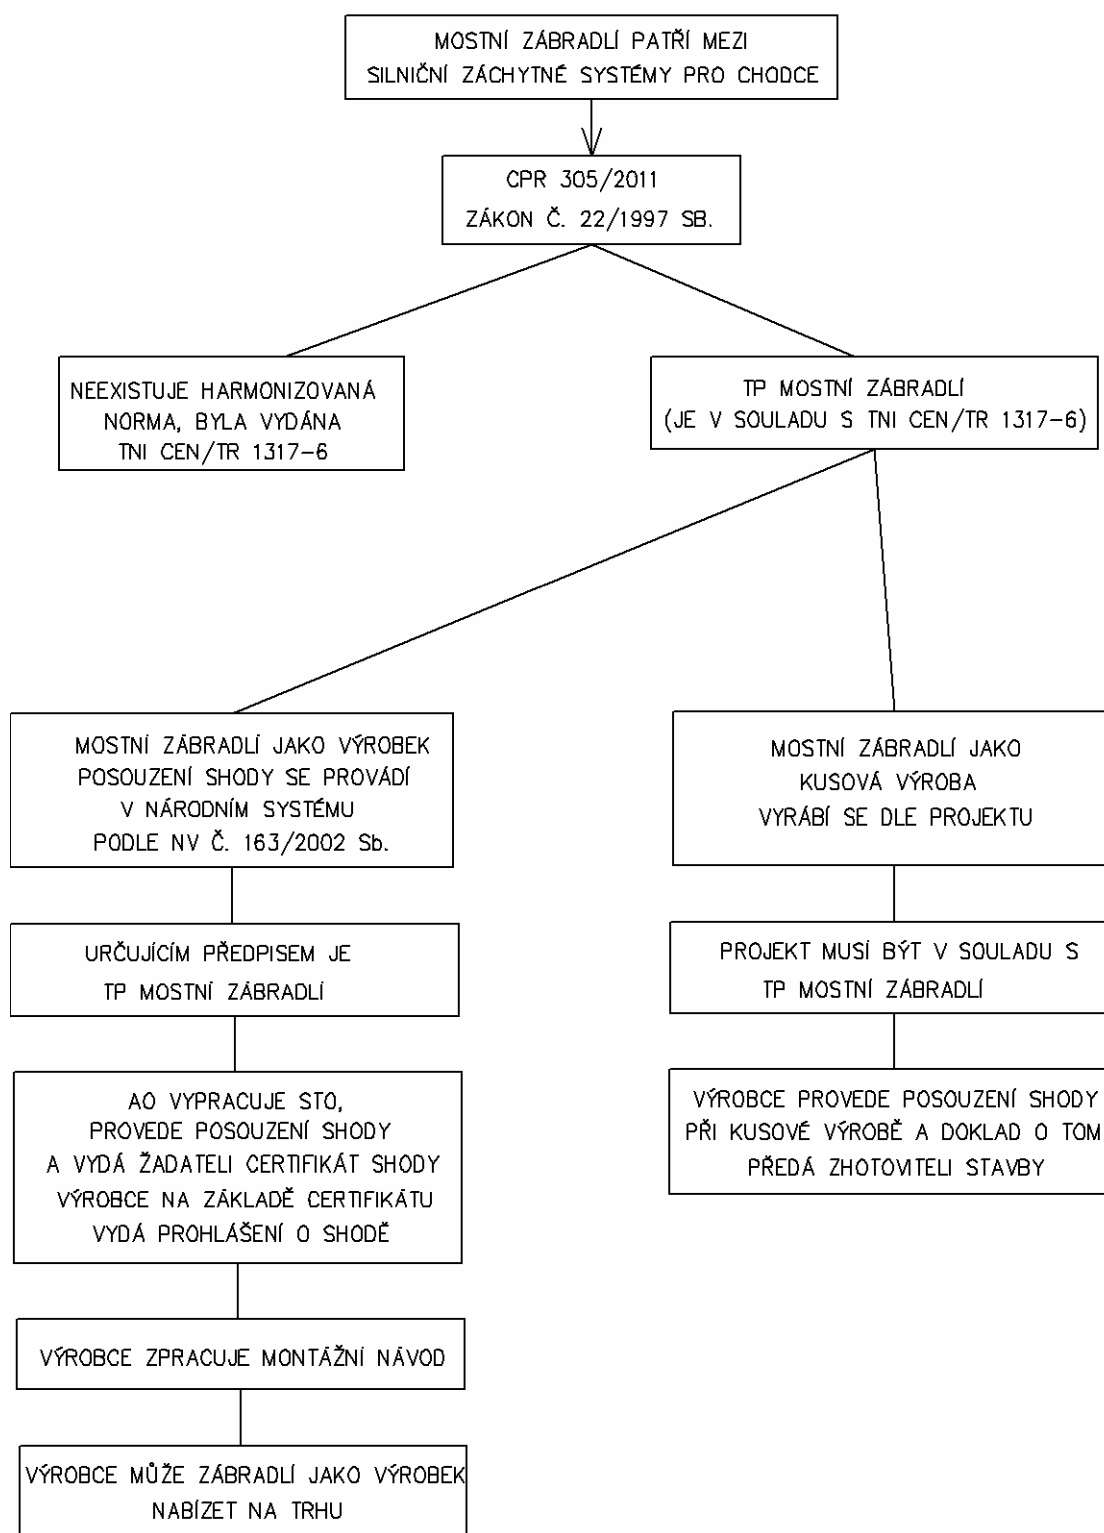 MOSTNÍ ZÁBRADLÍ PATŘÍ MEZI
SILNIČNÍ ZÁCHYTNÉ SYSTÉMY PRO CHODCE
CPR 305/2011
ZÁKON Č. 22/1997 SB.
NEEXISTUJE HARMONIZOVANÁ
NORMA, BYLA VYDÁNA
TNI CEN/TR 1317-6
TP MOSTNÍ ZÁBRADLÍ
(JE V SOULADU S TNI CEN/TR 1317-6)
MOSTNÍ ZÁBRADLÍ JAKO VÝROBEK
POSOUZENÍ SHODY SE PROVÁDÍ
V NÁRODNÍM SYSTÉMU
PODLE NV Č. 163/2002 Sb.
URČUJÍCÍM PŘEDPISEM JE
TP MOSTNÍ ZÁBRADLÍ
AO VYPRACUJE STO,
PROVEDE POSOUZENÍ SHODY
A VYDÁ ŽADATELI CERTIFIKÁT SHODY
VÝROBCE NA ZÁKLADĚ CERTIFIKÁTU
VYDÁ PROHLÁŠENÍ O SHODĚ
VÝROBCE ZPRACUJE MONTÁŽNÍ NÁVOD
VÝROBCE MŮŽE ZÁBRADLÍ JAKO VÝROBEK
NABÍZET NA TRHU
MOSTNÍ ZÁBRADLÍ JAKO
KUSOVÁ VÝROBA
VYRÁBÍ SE DLE PROJEKTU
PROJEKT MUSÍ BÝT V SOULADU S
TP MOSTNÍ ZÁBRADLÍ
VÝROBCE PROVEDE POSOUZENÍ SHODY
PŘI KUSOVÉ VÝROBĚ A DOKLAD O TOM
PŘEDÁ ZHOTOVITELI STAVBY